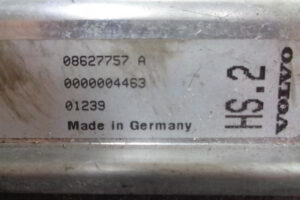 08627757 A
0000004463
01239
Made in Germany
HS.2
VOLVO